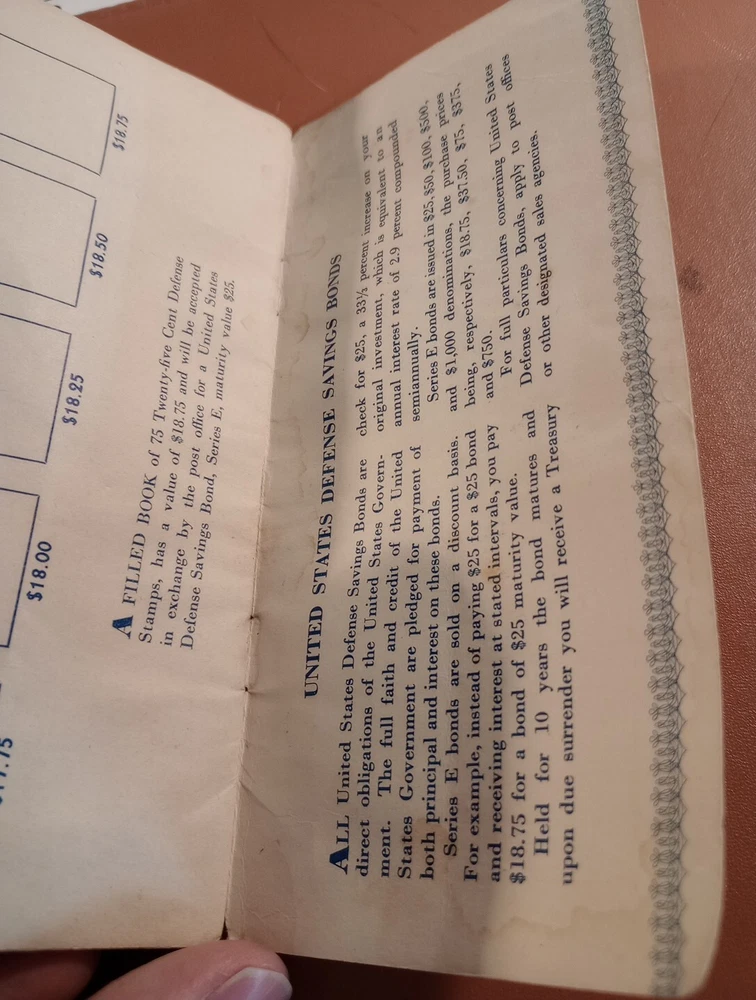 $18.00
$18.25
$18.50
$18.75
A FILLED BOOK of 75 Twenty-five Cent Defense
Stamps, has a value of $18.75 and will be accepted
in exchange by the post office for a United States
Defense Savings Bond, Series E, maturity value $25.
UNITED STATES DEFENSE SAVINGS BONDS
ALL United States Defense Savings Bonds are
direct obligations of the United States Govern-
ment. The full faith and credit of the United
States Government are pledged for payment of
both principal and interest on these bonds.
Series E bonds are sold on a discount basis.
For example, instead of paying $25 for a $25 bond
and receiving interest at stated intervals, you pay
$18.75 for a bond of $25 maturity value.
Held for 10 years the bond matures and
upon due surrender you will receive a Treasury
check for $25, a 33⅓ percent increase on your
original investment, which is equivalent to an
annual interest rate of 2.9 percent compounded
semiannually.
Series E bonds are issued in $25, $50, $100, $500,
and $1,000 denominations, the purchase prices
being, respectively, $18.75, $37.50, $75, $375,
and $750.
For full particulars concerning United States
Defense Savings Bonds, apply to post offices
or other designated sales agencies.